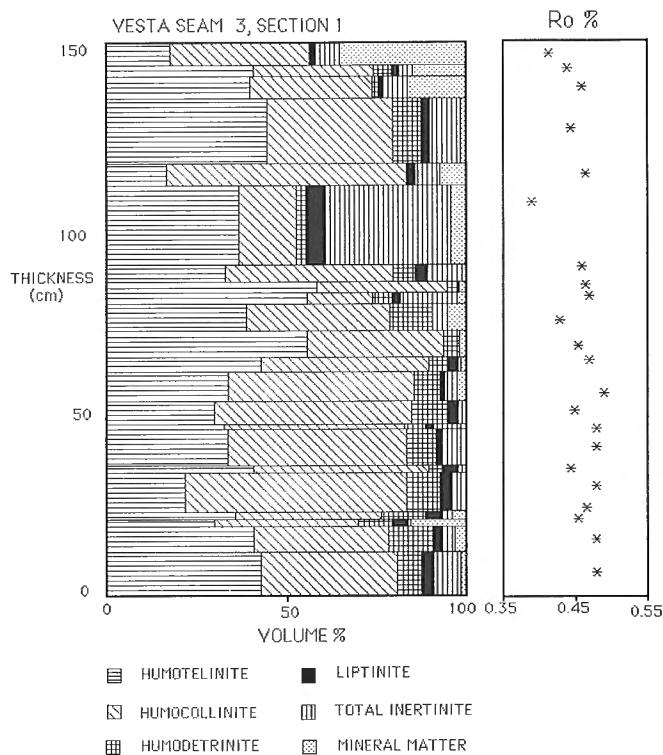 VESTA SEAM 3, SECTION 1
Ro %
150
100
THICKNESS
(cm)
50
0
0
50
100
0.35
0.45
0.55
VOLUME %
HUMOTELINITE
LIPTINITE
HUMOCOLLINITE
TOTAL INERTINITE
HUMODETRINITE
MINERAL MATTER